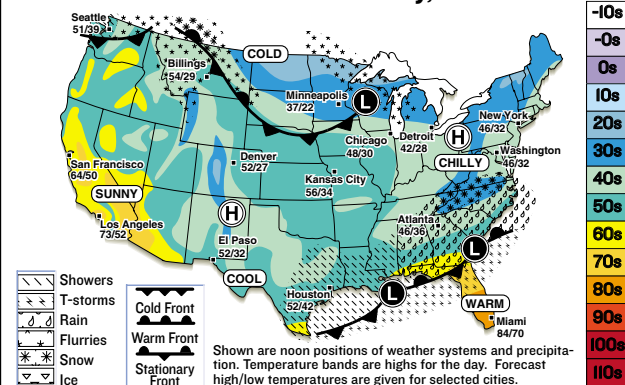 Seattle
51/39
Billings
54/29
COLD
Minneapolis
37/22
L
Chicago
48/30
Detroit
42/28
New York
46/32
H
CHILLY
Washington
46/32
San Francisco
64/50
SUNNY
Los Angeles
73/52
Denver
52/27
Kansas City
56/34
H
El Paso
52/32
COOL
Atlanta
46/36
L
Houston
52/42
L
WARM
Miami
84/70
Showers
T-storms
Rain
Flurries
Snow
Ice
Cold Front
Warm Front
Stationary
Front
Shown are noon positions of weather systems and precipita-
tion. Temperature bands are highs for the day. Forecast
high/low temperatures are given for selected cities.
-10s
-0s
0s
10s
20s
30s
40s
50s
60s
70s
80s
90s
100s
110s